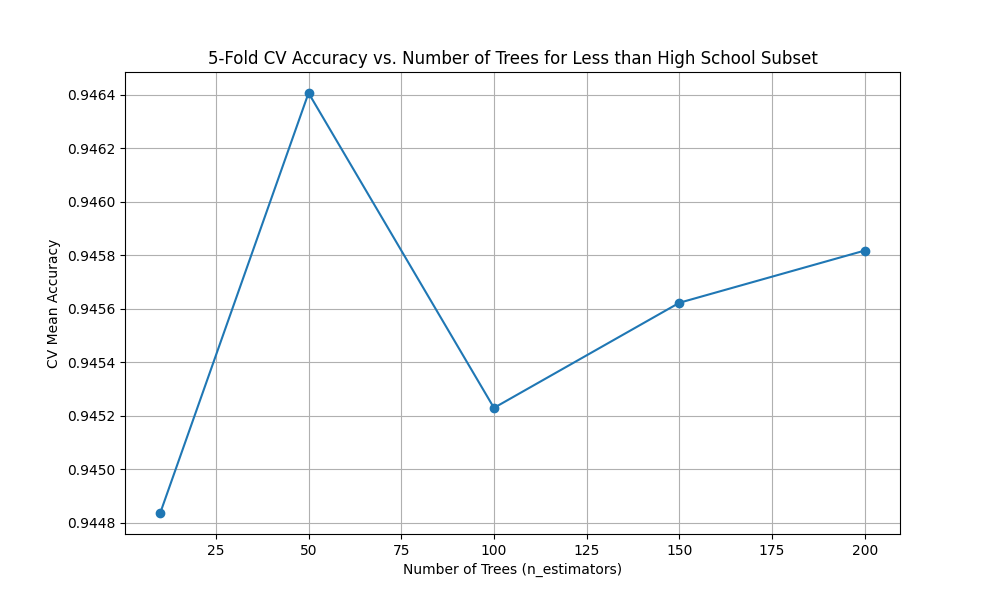 5-Fold CV Accuracy vs. Number of Trees for Less than High School Subset
CV Mean Accuracy
0.9464
0.9462
0.9460
0.9458
0.9456
0.9454
0.9452
0.9450
0.9448
25 50 75 100 125 150 175 200
Number of Trees (n_estimators)